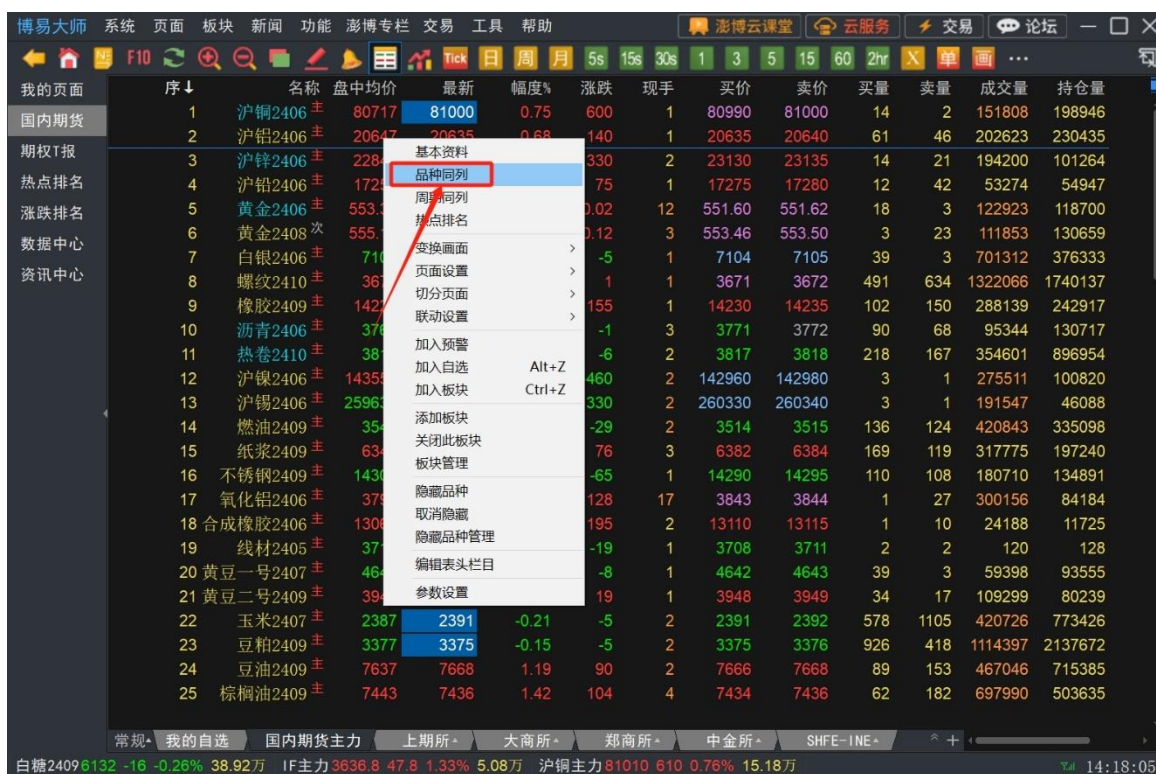 博易大师 系统 页面 板块 新闻 功能 澎博专栏 交易 工具 帮助 澎博云课堂 云服务 交易 论坛
F10 Tick 日 周 月 5s 15s 30s 1 3 5 15 60 2hr X 单 画 ···
我的页面
国内期货
期权T报
热点排名
涨跌排名
数据中心
资讯中心
序 名称 盘中均价 最新 幅度% 涨跌 现手 买价 卖价 买量 卖量 成交量 持仓量
1 沪铜2406 主 80717 81000 0.75 600 1 80990 81000 14 2 151808 198946
2 沪铝2406 主 20647 20635 0.68 140 1 20635 20640 61 46 202623 230435
3 沪锌2406 主 330 2 23130 23135 14 21 194200 101264
4 沪铅2406 主 75 1 17275 17280 12 42 53274 54947
5 黄金2406 主 12 551.60 551.62 18 3 122923 118700
6 黄金2408 次 3 553.46 553.50 3 23 111853 130659
7 白银2406 主 -5 1 7104 7105 39 3 701312 376333
8 螺纹2410 主 1 1 3671 3672 491 634 1322066 1740137
9 橡胶2409 主 155 1 14230 14235 102 150 288139 242917
10 沥青2406 主 -1 3 3771 3772 90 68 95344 130717
11 热卷2410 主 -6 2 3817 3818 218 167 354601 896954
12 沪镍2406 主 460 2 142960 142980 3 1 275511 100820
13 沪锡2406 主 330 2 260330 260340 3 1 191547 46088
14 燃油2409 主 -29 2 3514 3515 136 124 420843 335098
15 纸浆2409 主 76 3 6382 6384 169 119 317775 197240
16 不锈钢2409 主 -65 1 14290 14295 110 108 180710 134891
17 氧化铝2406 主 128 17 3843 3844 1 27 300156 84184
18 合成橡胶2406 主 195 2 13110 13115 1 10 24188 11725
19 线材2405 主 -19 1 3708 3711 2 2 120 128
20 黄豆一号2407 主 -8 1 4642 4643 39 3 59398 93555
21 黄豆二号2409 主 19 1 3948 3949 34 17 109299 80239
22 玉米2407 主 2387 2391 -0.21 -5 2 2391 2392 578 1105 420726 773426
23 豆粕2409 主 3377 3375 -0.15 -5 2 3375 3376 926 418 1114397 2137672
24 豆油2409 主 7637 7668 1.19 90 2 7666 7668 89 153 467046 715385
25 棕榈油2409 主 7443 7436 1.42 104 4 7434 7436 62 182 697990 503635
基本资料
品种同列
周期同列
热点排名
变换画面
页面设置
切分页面
联动设置
加入预警
加入自选 Alt+Z
加入板块 Ctrl+Z
添加板块
关闭此板块
板块管理
隐藏品种
取消隐藏
隐藏品种管理
编辑表头栏目
参数设置
常规 我的自选 国内期货主力 上期所 大商所 郑商所 中金所 SHFE-INE
白糖2409 6132 -16 -0.26% 38.92万 IF主力 3636.8 47.8 1.33% 5.08万 沪铜主力 81010 610 0.76% 15.18万 14:18:05